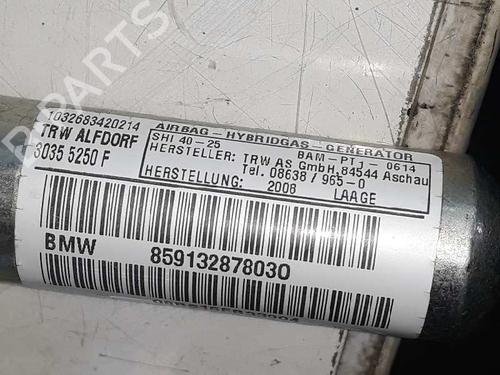 1032683420214
TRW ALFDORF
3035 5250 F
AIRBAG-HYBRIDGAS-GENERATOR
SHI 40-25 BAM-PT1-0614
HERSTELLER: TRW AS GmbH, 84544 Aschau
Tel. 08638/965-0
HERSTELLUNG: 2008 LAAGE
BMW 859132878030
B-PARTS